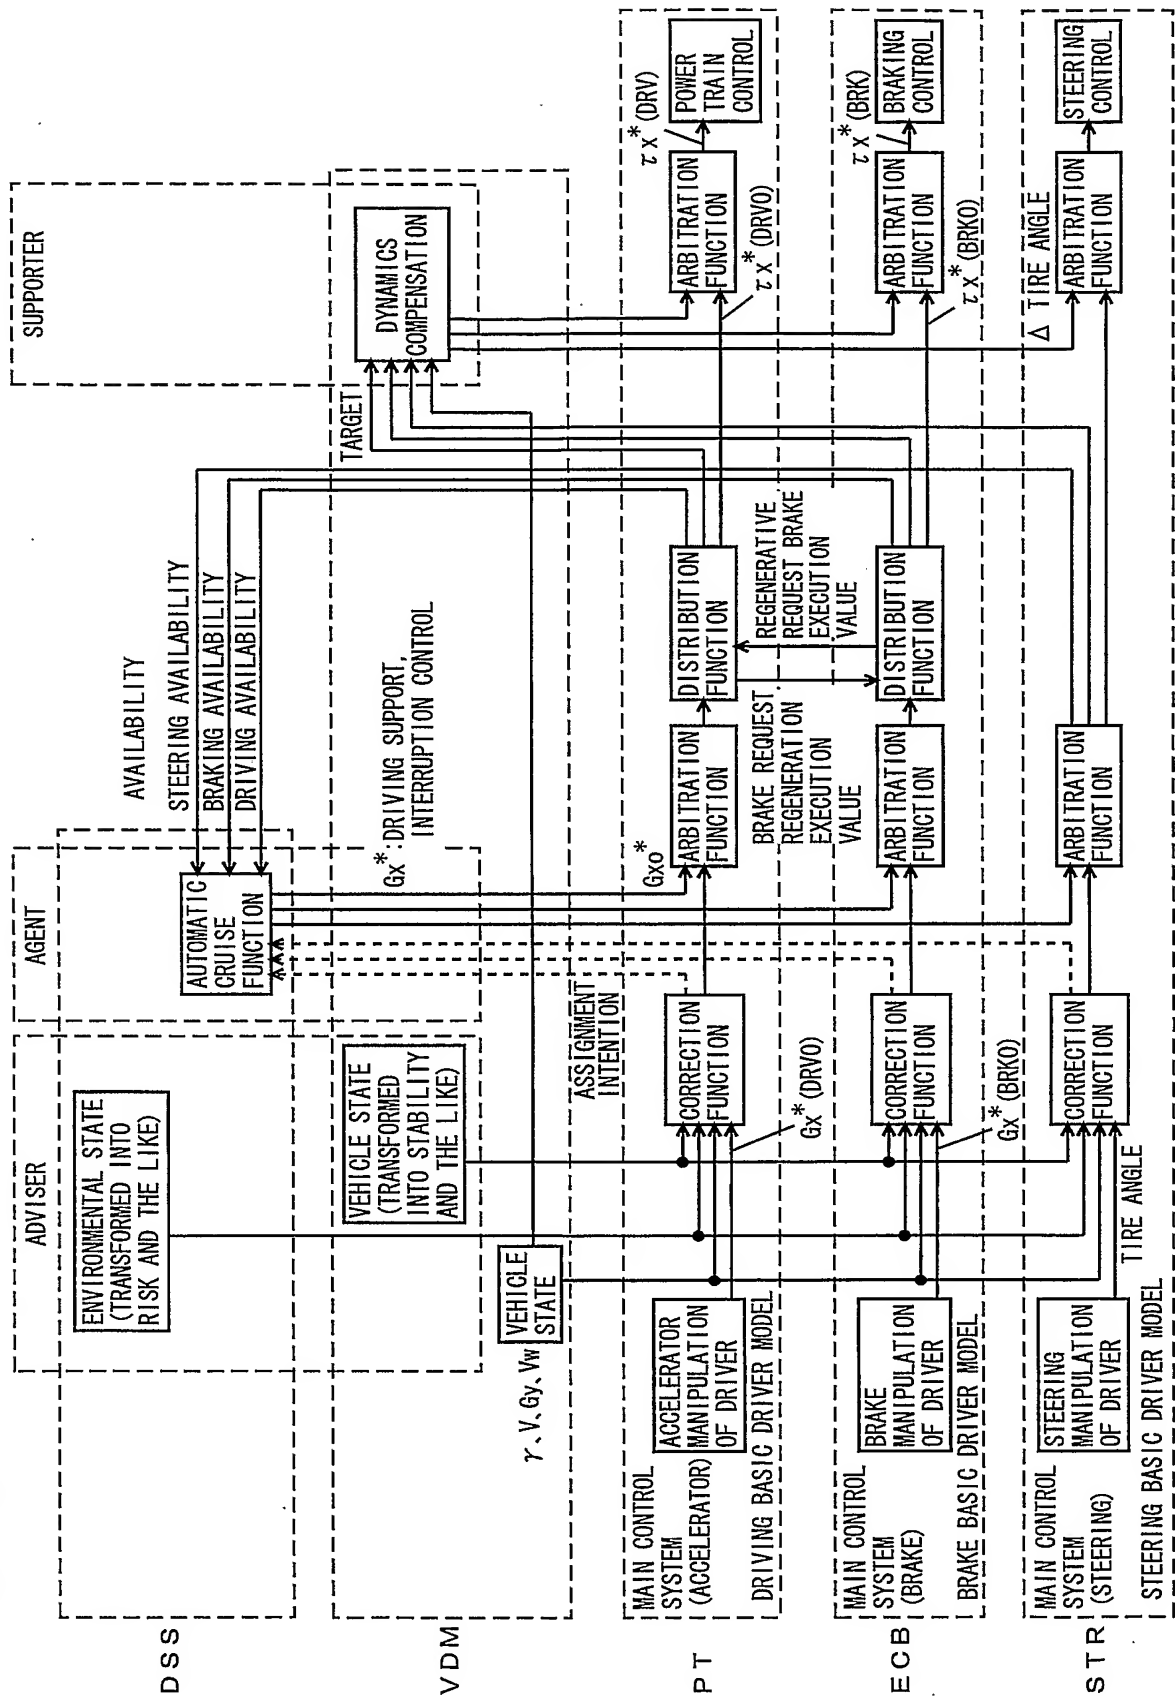 DSS
VDM
PT
ECB
STR
ADVISER
ENVIRONMENTAL STATE
(TRANSFORMED INTO
RISK AND THE LIKE)
VEHICLE STATE
(TRANSFORMED
INTO STABILITY
AND THE LIKE)
VEHICLE
STATE
γ、V、Gy、Vw
AGENT
AUTOMATIC
CRUISE
FUNCTION
AVAILABILITY
STEERING AVAILABILITY
BRAKING AVAILABILITY
DRIVING AVAILABILITY
Gx*:DRIVING SUPPORT,
INTERRUPTION CONTROL
SUPPORTER
TARGET
DYNAMICS
COMPENSATION
MAIN CONTROL
SYSTEM
(ACCELERATOR)
ACCELERATOR
MANIPULATION
OF DRIVER
DRIVING BASIC DRIVER MODEL
Gx*(DRV0)
ASSIGNMENT
INTENTION
CORRECTION
FUNCTION
Gx0*
ARBITRATION
FUNCTION
DISTRIBUTION
FUNCTION
BRAKE REQUEST
REGENERATION
EXECUTION
VALUE
REGENERATIVE
REQUEST BRAKE
EXECUTION
VALUE
ARBITRATION
FUNCTION
τx*(DRV0)
τx*(DRV)
POWER
TRAIN
CONTROL
MAIN CONTROL
SYSTEM
(BRAKE)
BRAKE
MANIPULATION
OF DRIVER
BRAKE BASIC DRIVER MODEL
Gx*(BRK0)
CORRECTION
FUNCTION
ARBITRATION
FUNCTION
DISTRIBUTION
FUNCTION
ARBITRATION
FUNCTION
τx*(BRK0)
τx*(BRK)
BRAKING
CONTROL
MAIN CONTROL
SYSTEM
(STEERING)
STEERING
MANIPULATION
OF DRIVER
STEERING BASIC DRIVER MODEL
TIRE ANGLE
CORRECTION
FUNCTION
ARBITRATION
FUNCTION
Δ TIRE ANGLE
ARBITRATION
FUNCTION
STEERING
CONTROL